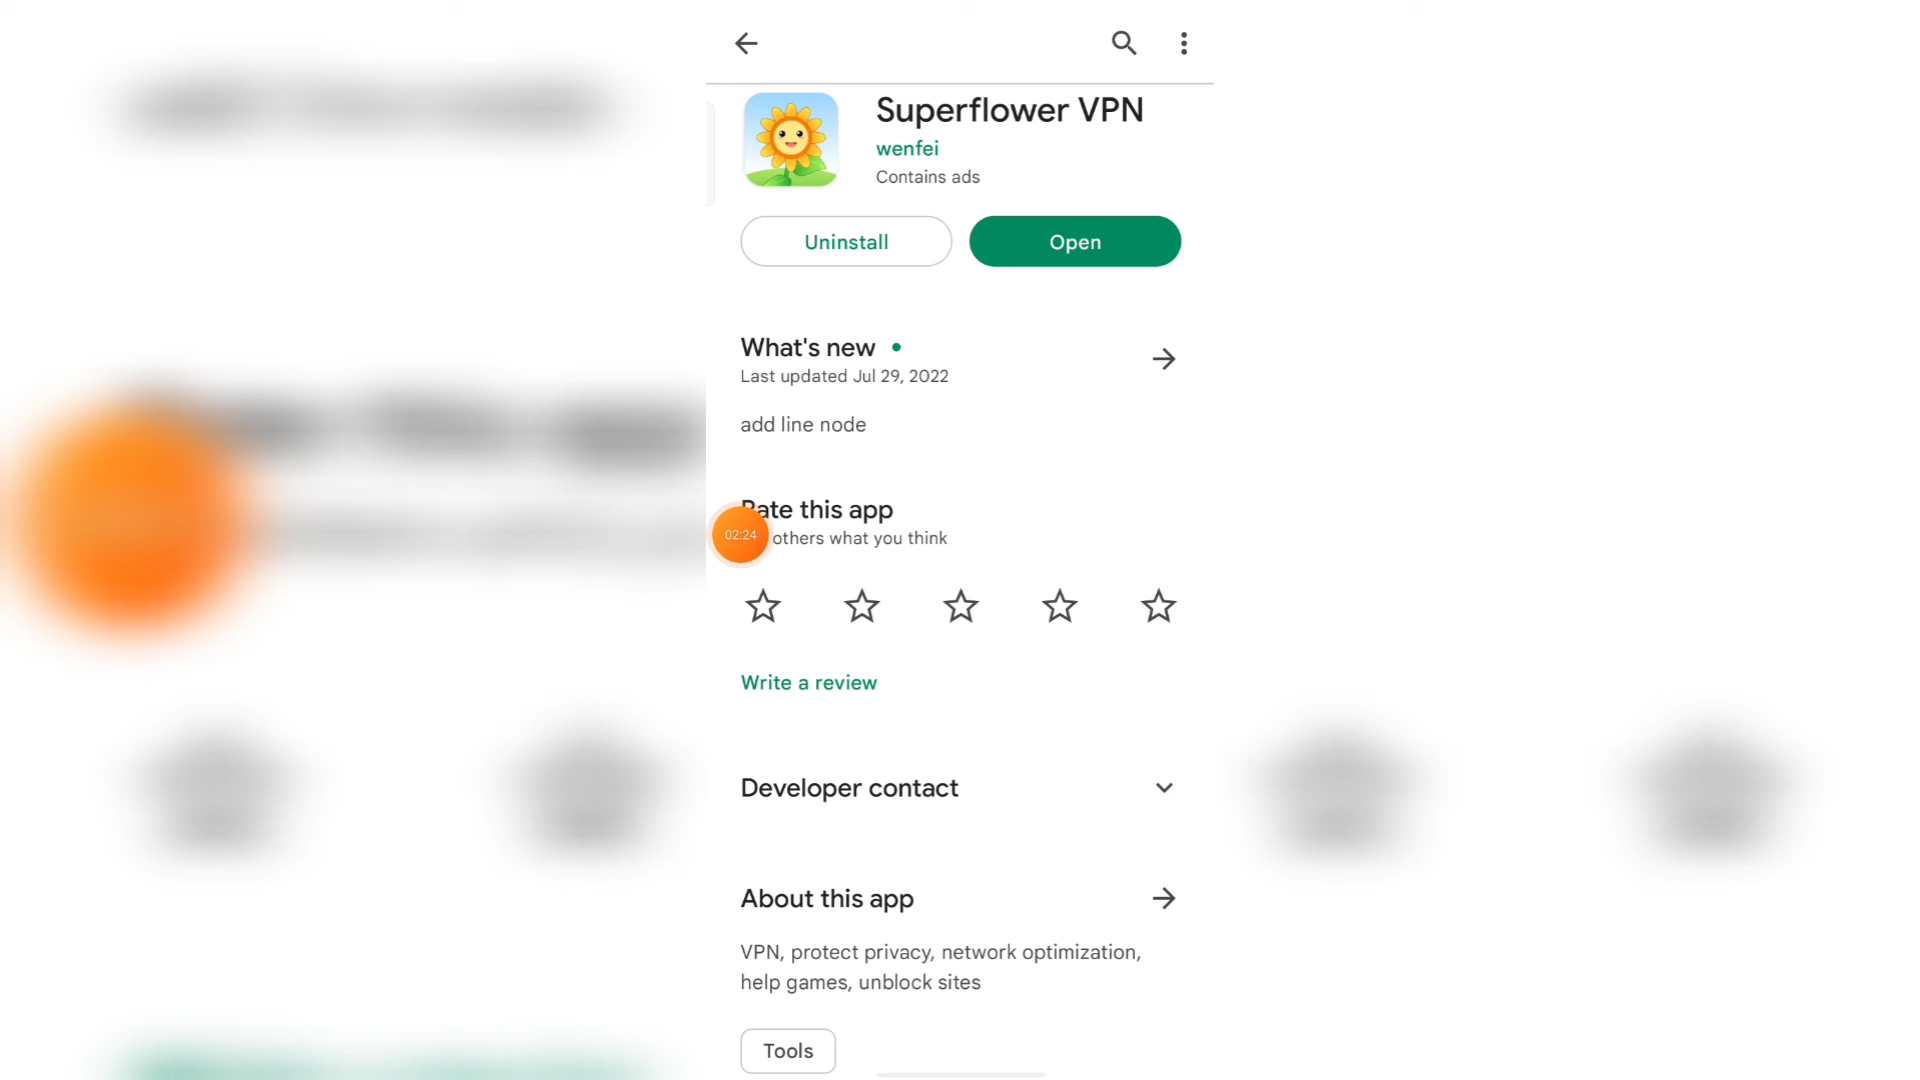 Superflower VPN
wenfei
Contains ads
Uninstall
Open
What's new
Last updated Jul 29, 2022
add line node
Rate this app
02:24
others what you think
Write a review
Developer contact
About this app
VPN, protect privacy, network optimization,
help games, unblock sites
Tools